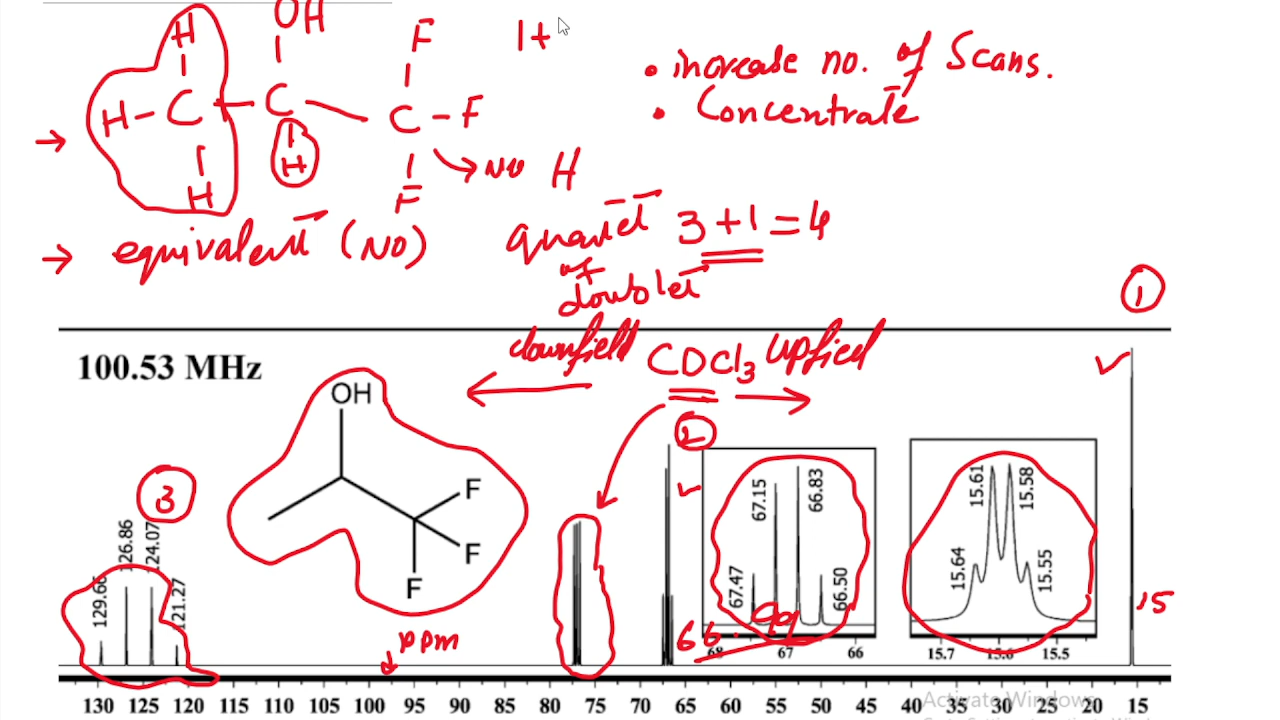 OH
H
F
1H
• increase no. of Scans.
H-C-C-C-F
• Concentrate
H
H
F
→ NO H
→ equivalent (NO)
quartet 3+1=4
of
doublet
1
downfield CDCl3 upfield
100.53 MHz
OH
2
3
F
F
F
129.66
126.86
124.07
121.27
67.47
67.15
66.83
66.50
68 67 66
66.99
15.64
15.61
15.58
15.55
15.7 15.6 15.5
15
ppm
130 125 120 115 110 105 100 95 90 85 80 75 70 65 60 55 50 45 40 35 30 25 20 15
Activate Windows